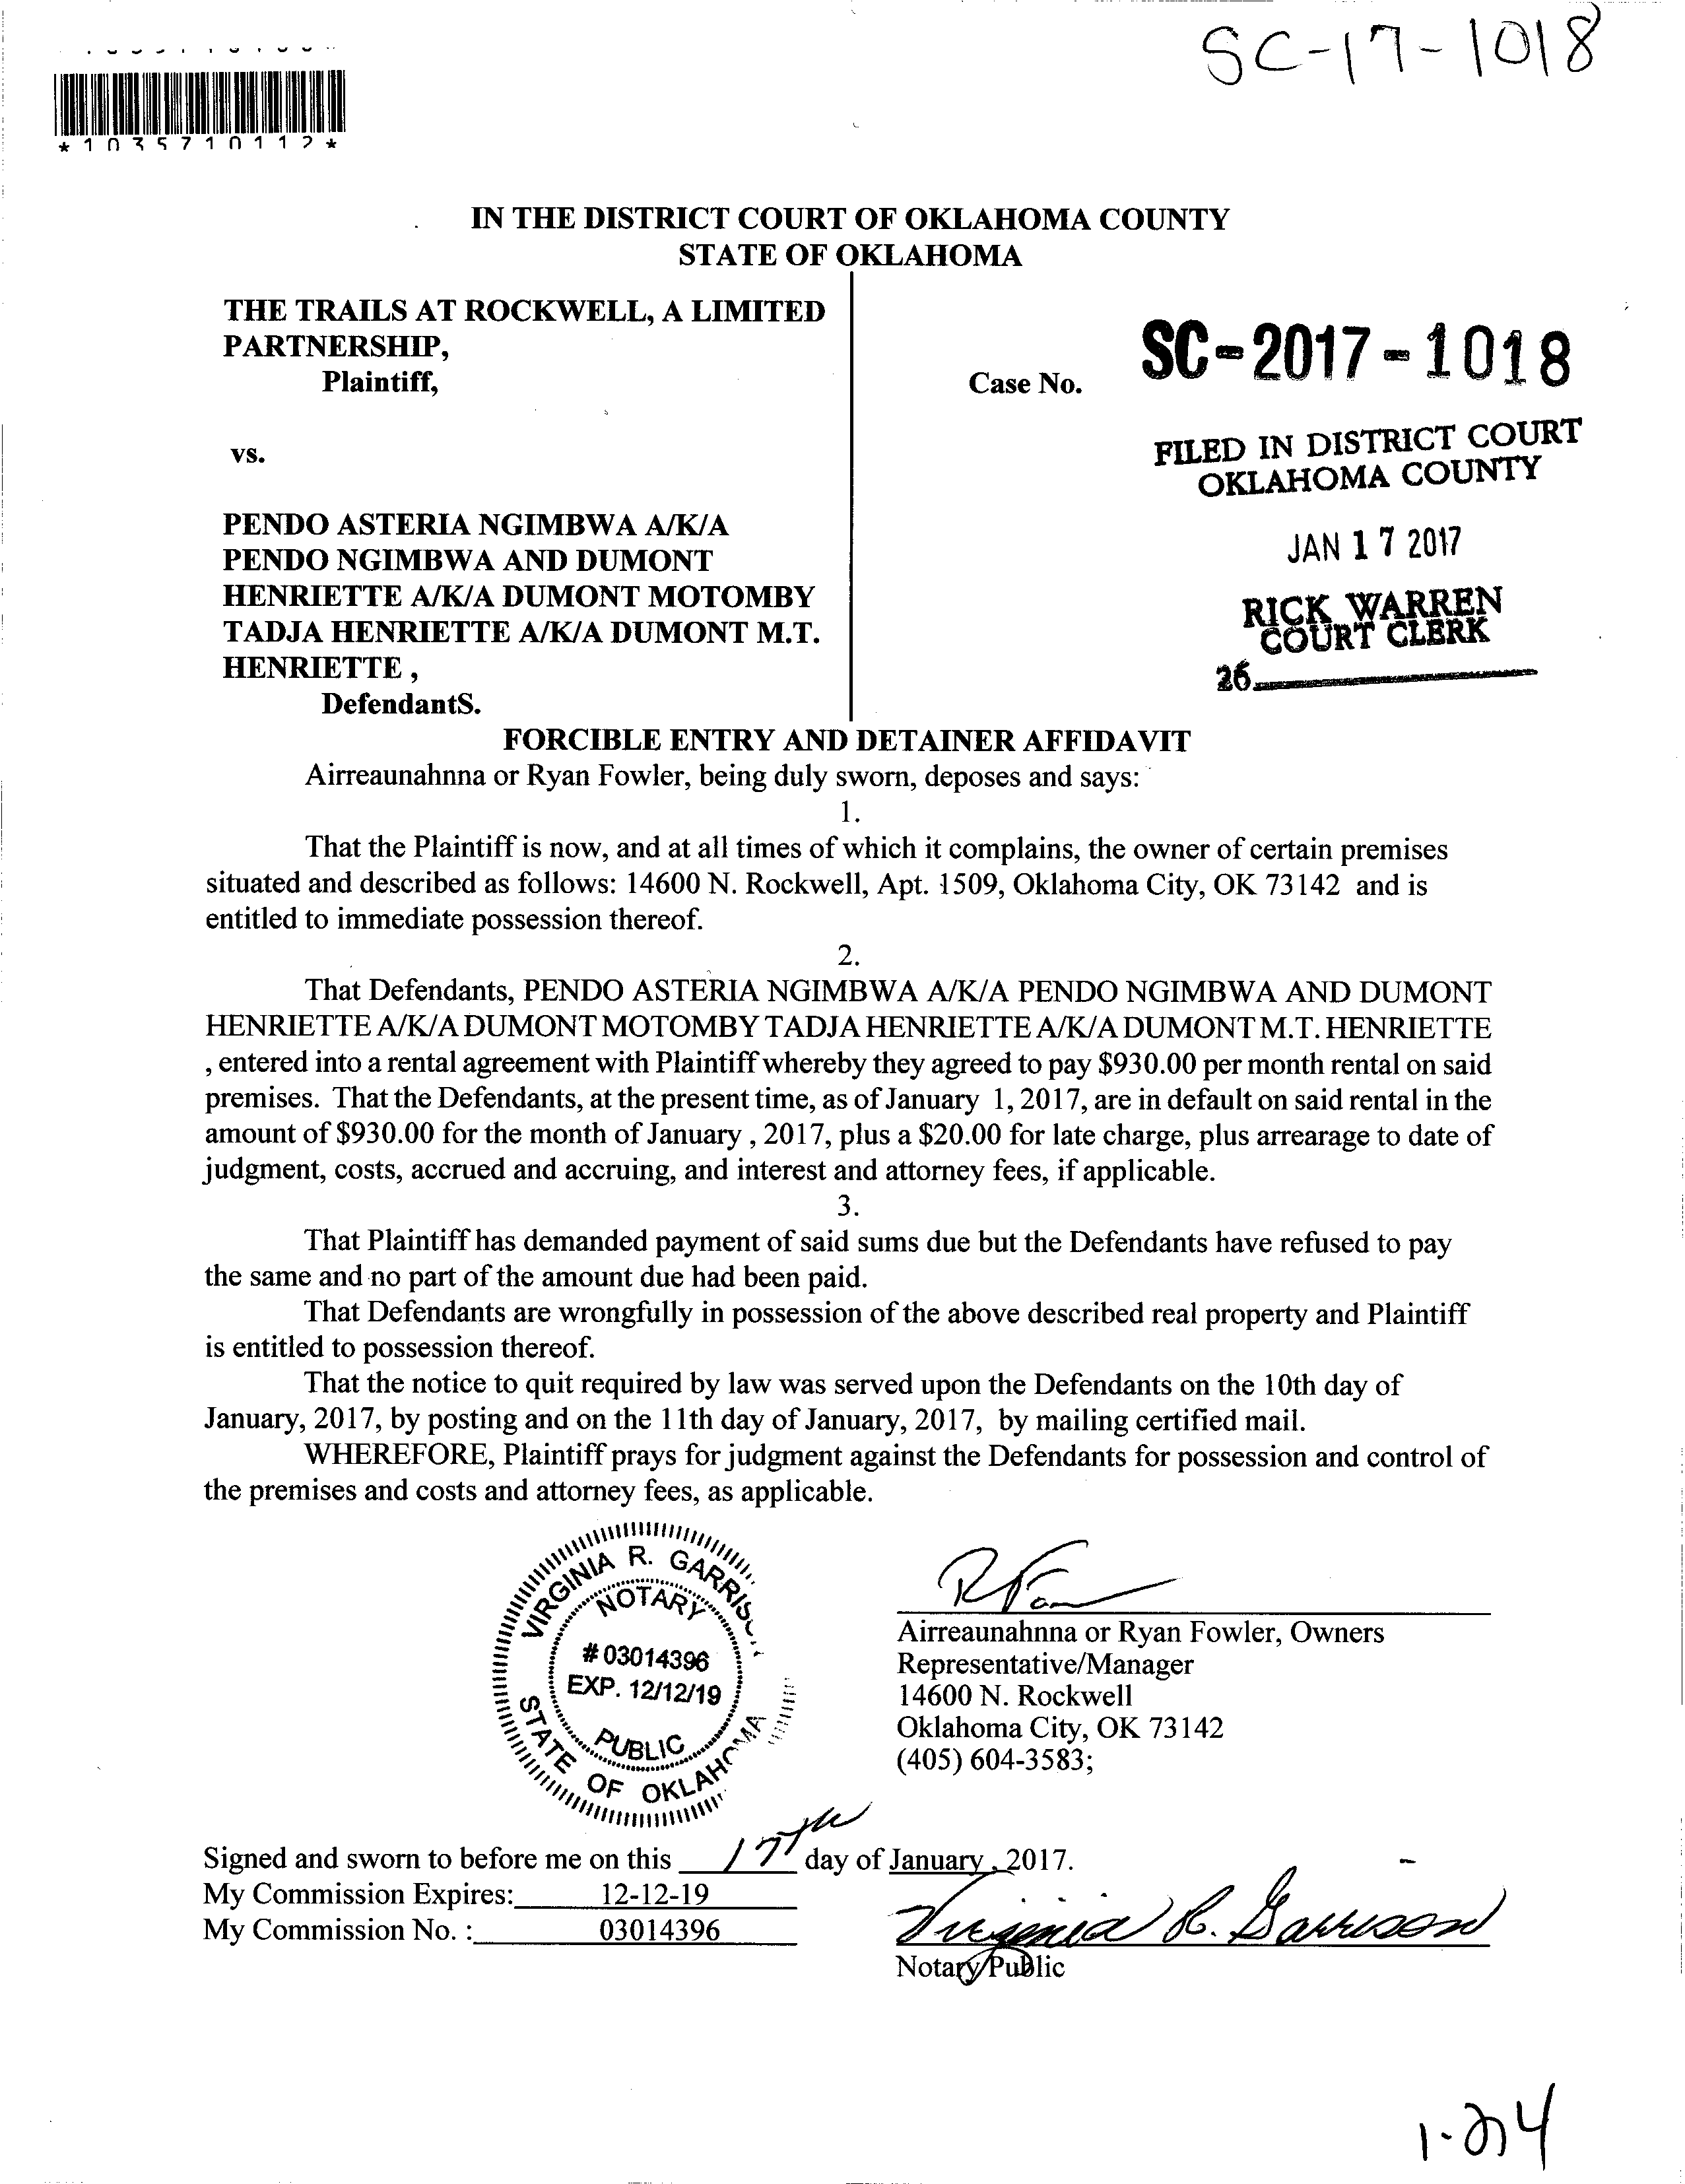 SC-17-1018
*1035710112*
IN THE DISTRICT COURT OF OKLAHOMA COUNTY
STATE OF OKLAHOMA
THE TRAILS AT ROCKWELL, A LIMITED
PARTNERSHIP,
Plaintiff,
vs.
PENDO ASTERIA NGIMBWA A/K/A
PENDO NGIMBWA AND DUMONT
HENRIETTE A/K/A DUMONT MOTOMBY
TADJA HENRIETTE A/K/A DUMONT M.T.
HENRIETTE ,
DefendantS.
Case No.
SC-2017-1018
FILED IN DISTRICT COURT
OKLAHOMA COUNTY
JAN 17 2017
RICK WARREN
COURT CLERK
26
FORCIBLE ENTRY AND DETAINER AFFIDAVIT
Airreaunahnna or Ryan Fowler, being duly sworn, deposes and says:
1.
That the Plaintiff is now, and at all times of which it complains, the owner of certain premises
situated and described as follows: 14600 N. Rockwell, Apt. 1509, Oklahoma City, OK 73142 and is
entitled to immediate possession thereof.
2.
That Defendants, PENDO ASTERIA NGIMBWA A/K/A PENDO NGIMBWA AND DUMONT
HENRIETTE A/K/A DUMONT MOTOMBY TADJA HENRIETTE A/K/A DUMONT M.T. HENRIETTE
, entered into a rental agreement with Plaintiff whereby they agreed to pay $930.00 per month rental on said
premises. That the Defendants, at the present time, as of January 1, 2017, are in default on said rental in the
amount of $930.00 for the month of January , 2017, plus a $20.00 for late charge, plus arrearage to date of
judgment, costs, accrued and accruing, and interest and attorney fees, if applicable.
3.
That Plaintiff has demanded payment of said sums due but the Defendants have refused to pay
the same and no part of the amount due had been paid.
That Defendants are wrongfully in possession of the above described real property and Plaintiff
is entitled to possession thereof.
That the notice to quit required by law was served upon the Defendants on the 10th day of
January, 2017, by posting and on the 11th day of January, 2017, by mailing certified mail.
WHEREFORE, Plaintiff prays for judgment against the Defendants for possession and control of
the premises and costs and attorney fees, as applicable.
VIRGINIA R. GARRISON
NOTARY
# 03014396
EXP. 12/12/19
PUBLIC
STATE OF OKLAHOMA
Airreaunahnna or Ryan Fowler, Owners
Representative/Manager
14600 N. Rockwell
Oklahoma City, OK 73142
(405) 604-3583;
Signed and sworn to before me on this 17th day of January , 2017.
My Commission Expires: 12-12-19
My Commission No. : 03014396
Virginia R. Garrison
Notary Public